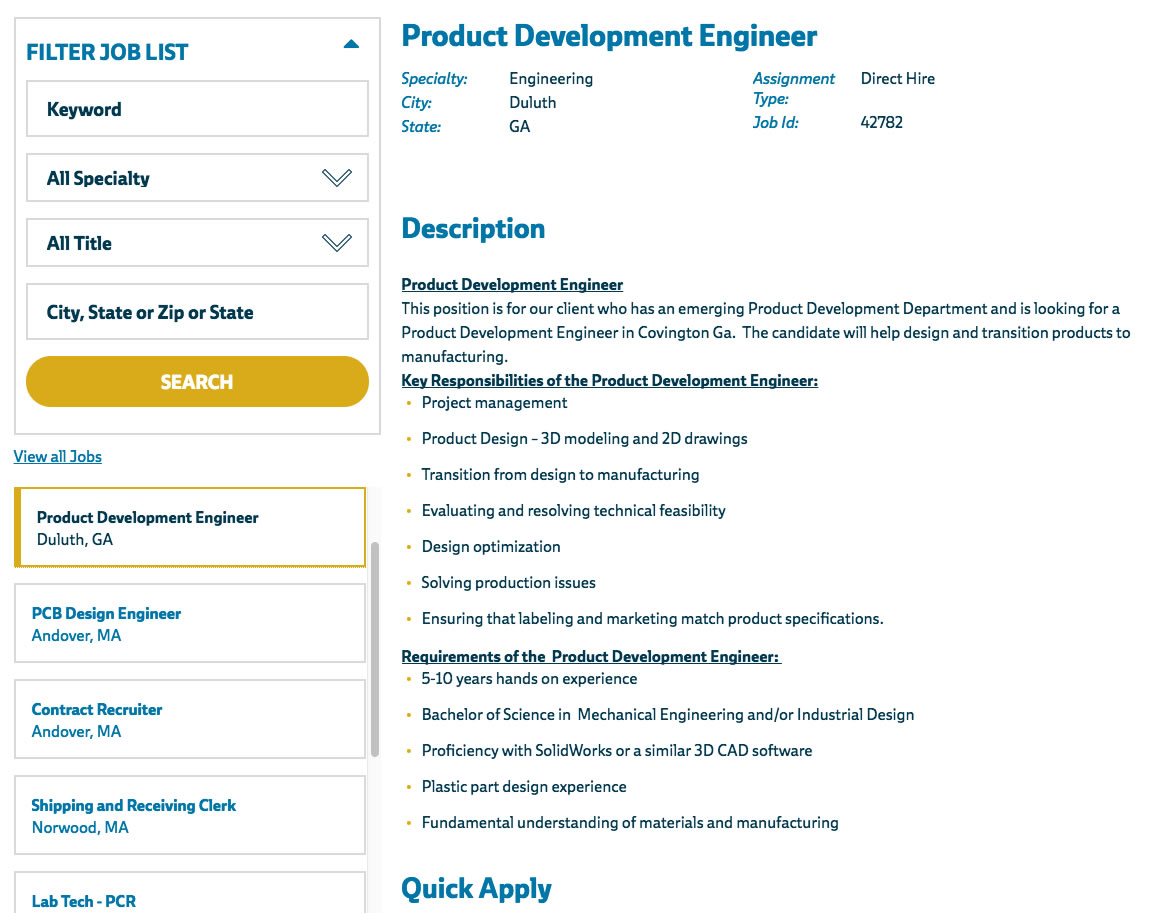 FILTER JOB LIST
Keyword
All Specialty
All Title
City, State or Zip or State
SEARCH
View all Jobs
Product Development Engineer
Duluth, GA
PCB Design Engineer
Andover, MA
Contract Recruiter
Andover, MA
Shipping and Receiving Clerk
Norwood, MA
Lab Tech - PCR
Product Development Engineer
Specialty: Engineering
City: Duluth
State: GA
Assignment Type: Direct Hire
Job Id: 42782
Description
Product Development Engineer
This position is for our client who has an emerging Product Development Department and is looking for a
Product Development Engineer in Covington Ga. The candidate will help design and transition products to
manufacturing.
Key Responsibilities of the Product Development Engineer:
• Project management
• Product Design – 3D modeling and 2D drawings
• Transition from design to manufacturing
• Evaluating and resolving technical feasibility
• Design optimization
• Solving production issues
• Ensuring that labeling and marketing match product specifications.
Requirements of the Product Development Engineer:
• 5-10 years hands on experience
• Bachelor of Science in Mechanical Engineering and/or Industrial Design
• Proficiency with SolidWorks or a similar 3D CAD software
• Plastic part design experience
• Fundamental understanding of materials and manufacturing
Quick Apply